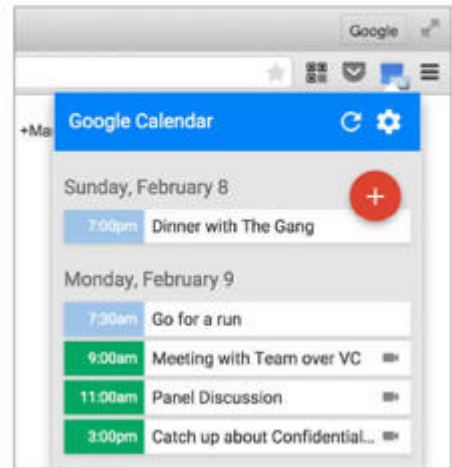 Google
+Ma
Google Calendar
Sunday, February 8
+
7:00pm Dinner with The Gang
Monday, February 9
7:30am Go for a run
9:00am Meeting with Team over VC
11:00am Panel Discussion
3:00pm Catch up about Confidential...